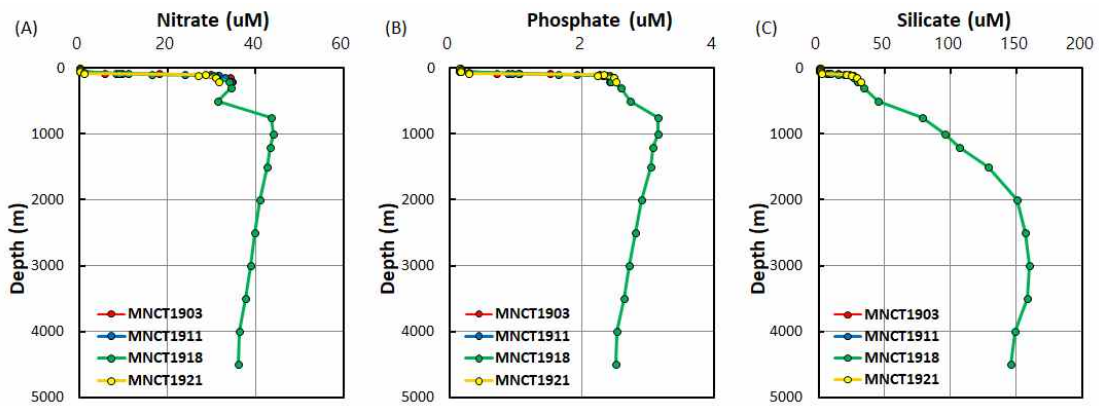 (A)
Nitrate (uM)
0 20 40 60
0
1000
2000
3000
4000
5000
Depth (m)
MNCT1903
MNCT1911
MNCT1918
MNCT1921
(B)
Phosphate (uM)
0 2 4
0
1000
2000
3000
4000
5000
Depth (m)
MNCT1903
MNCT1911
MNCT1918
MNCT1921
(C)
Silicate (uM)
0 50 100 150 200
0
1000
2000
3000
4000
5000
Depth (m)
MNCT1903
MNCT1911
MNCT1918
MNCT1921